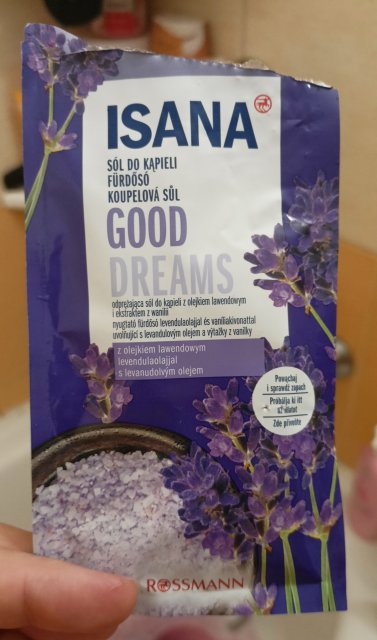 ISANA
SÓL DO KĄPIELI
FÜRDŐSÓ
KOUPELOVÁ SŮL
GOOD
DREAMS
odprężająca sól do kąpieli z olejkiem lawendowym
i ekstraktem z wanilii
nyugtató fürdősó levendulaolajjal és vaníliakivonattal
uvolňující s levandulovým olejem a výtažky z vanilky
z olejkiem lawendowym
levendulaolajjal
s levanudolvým olejem
Powąchaj
i sprawdź zapach
Próbálja ki itt
az illatot
Zde přivoňte
ROSSMANN